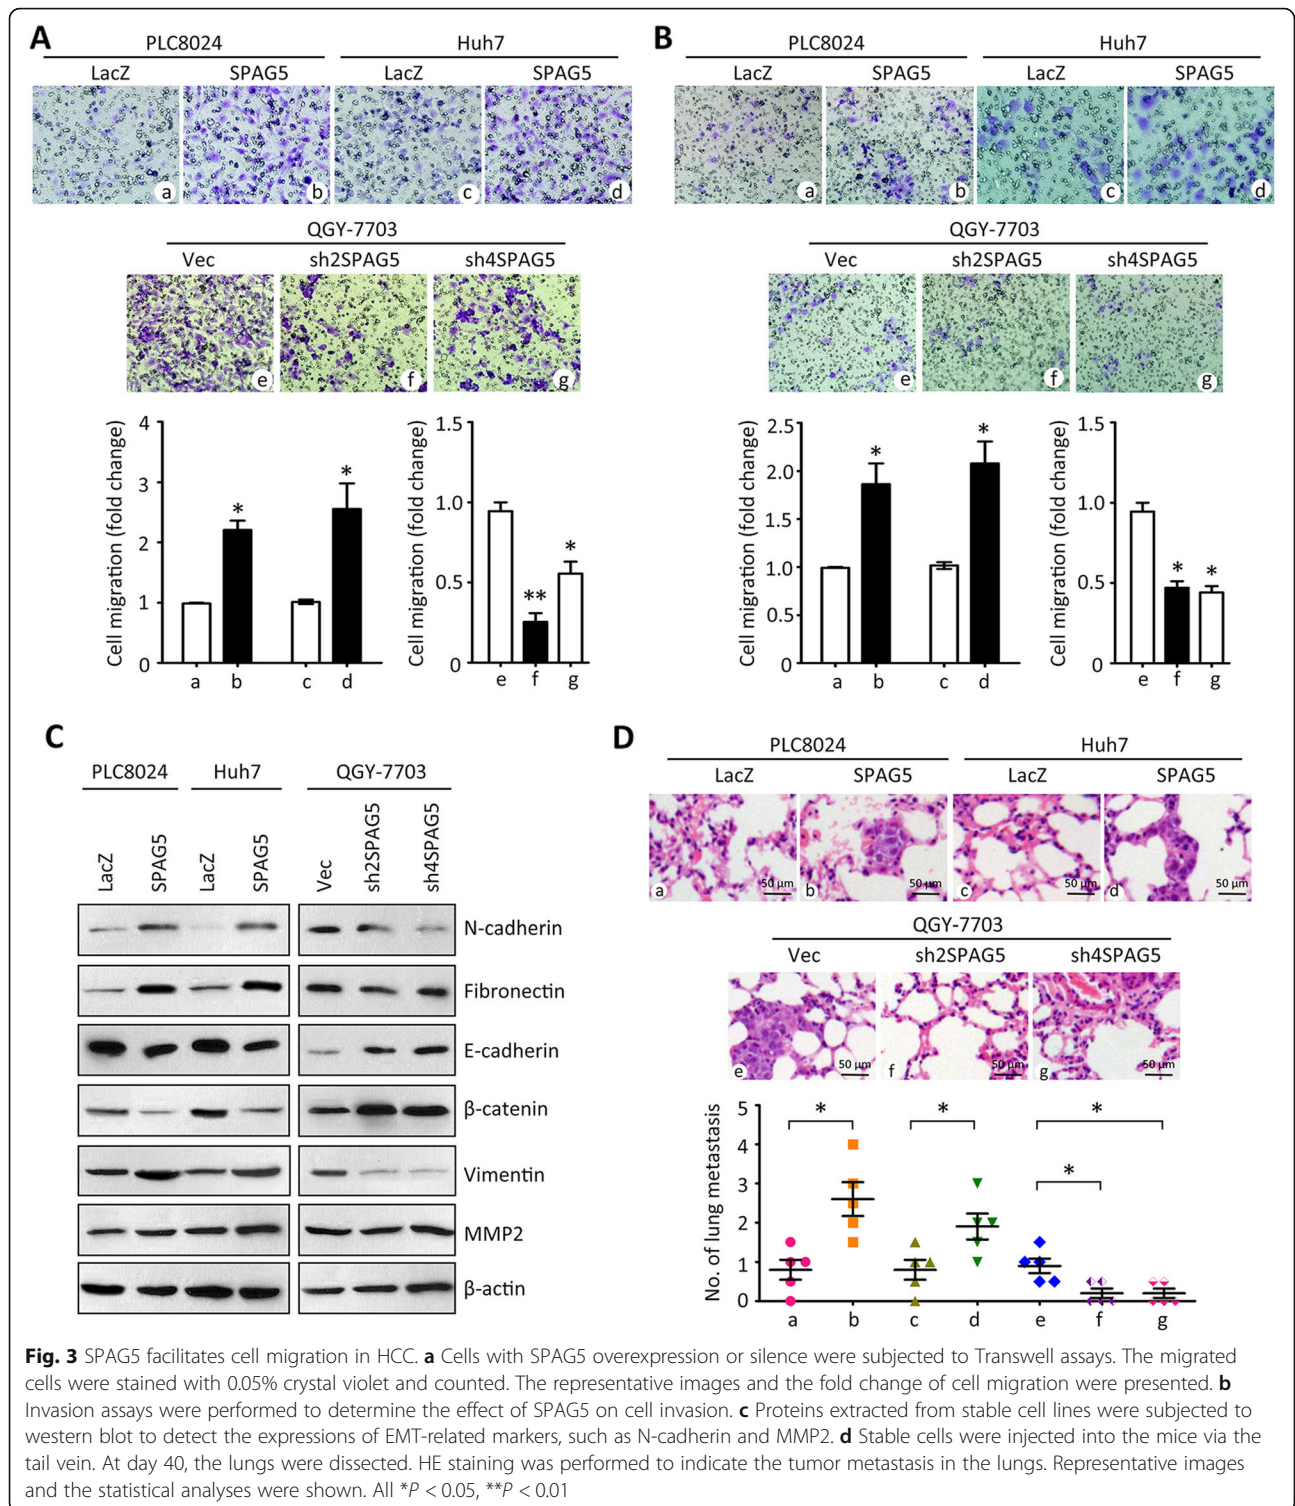 A
PLC8024 Huh7
LacZ SPAG5 LacZ SPAG5
a b c d
QGY-7703
Vec sh2SPAG5 sh4SPAG5
e f g
Cell migration (fold change)
4
3
2
1
0
* *
a b c d
Cell migration (fold change)
1.5
1.0
0.5
0
** *
e f g
B
PLC8024 Huh7
LacZ SPAG5 LacZ SPAG5
a b c d
QGY-7703
Vec sh2SPAG5 sh4SPAG5
e f g
Cell migration (fold change)
2.5
2.0
1.5
1.0
0.5
0
* *
a b c d
Cell migration (fold change)
1.5
1.0
0.5
0
* *
e f g
C
PLC8024 Huh7 QGY-7703
LacZ SPAG5 LacZ SPAG5 Vec sh2SPAG5 sh4SPAG5
N-cadherin
Fibronectin
E-cadherin
β-catenin
Vimentin
MMP2
β-actin
D
PLC8024 Huh7
LacZ SPAG5 LacZ SPAG5
a 50 μm b 50 μm c 50 μm d 50 μm
QGY-7703
Vec sh2SPAG5 sh4SPAG5
e 50 μm f 50 μm g 50 μm
No. of lung metastasis
5
4
3
2
1
0
* * * *
a b c d e f g
Fig. 3 SPAG5 facilitates cell migration in HCC. a Cells with SPAG5 overexpression or silence were subjected to Transwell assays. The migrated
cells were stained with 0.05% crystal violet and counted. The representative images and the fold change of cell migration were presented. b
Invasion assays were performed to determine the effect of SPAG5 on cell invasion. c Proteins extracted from stable cell lines were subjected to
western blot to detect the expressions of EMT-related markers, such as N-cadherin and MMP2. d Stable cells were injected into the mice via the
tail vein. At day 40, the lungs were dissected. HE staining was performed to indicate the tumor metastasis in the lungs. Representative images
and the statistical analyses were shown. All *P < 0.05, **P < 0.01